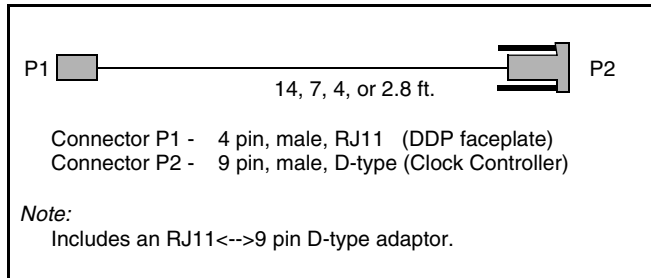 P1 P2
14, 7, 4, or 2.8 ft.
Connector P1 - 4 pin, male, RJ11 (DDP faceplate)
Connector P2 - 9 pin, male, D-type (Clock Controller)
Note:
Includes an RJ11<-->9 pin D-type adaptor.